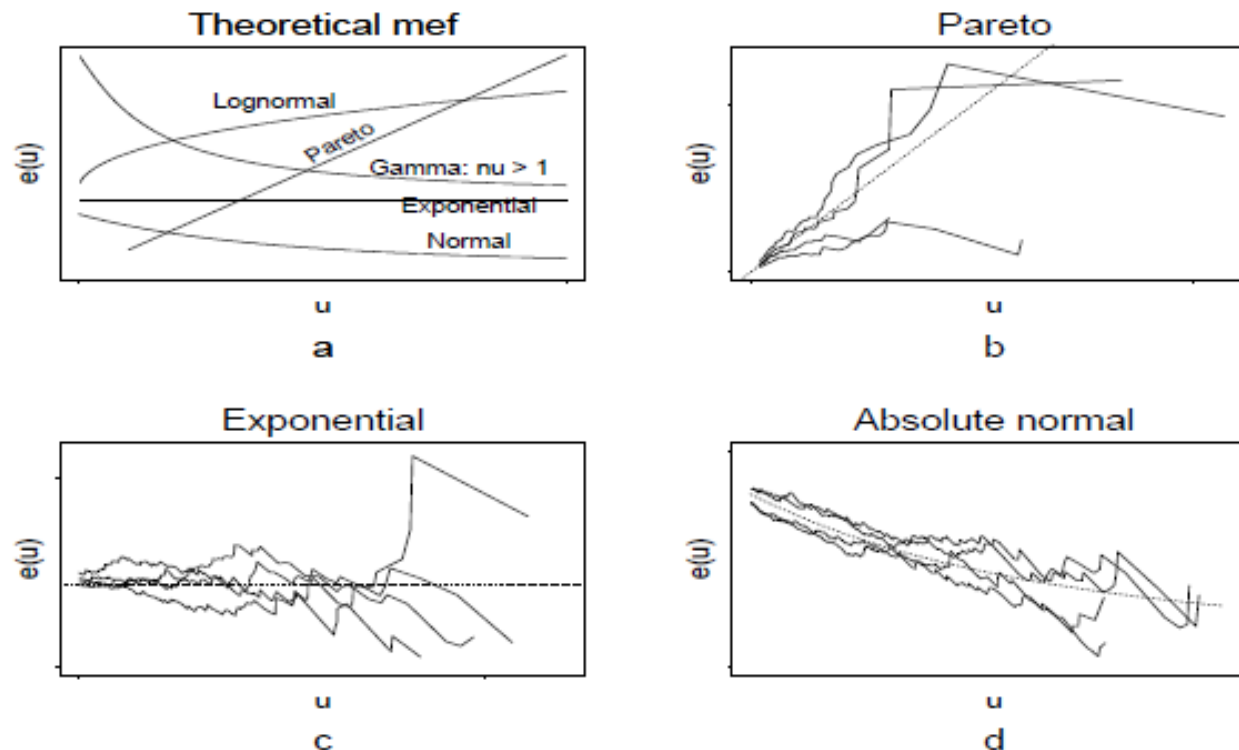 Theoretical mef
e(u)
Lognormal
Pareto
Gamma: nu > 1
Exponential
Normal
u
a
Pareto
e(u)
u
b
Exponential
e(u)
u
c
Absolute normal
e(u)
u
d